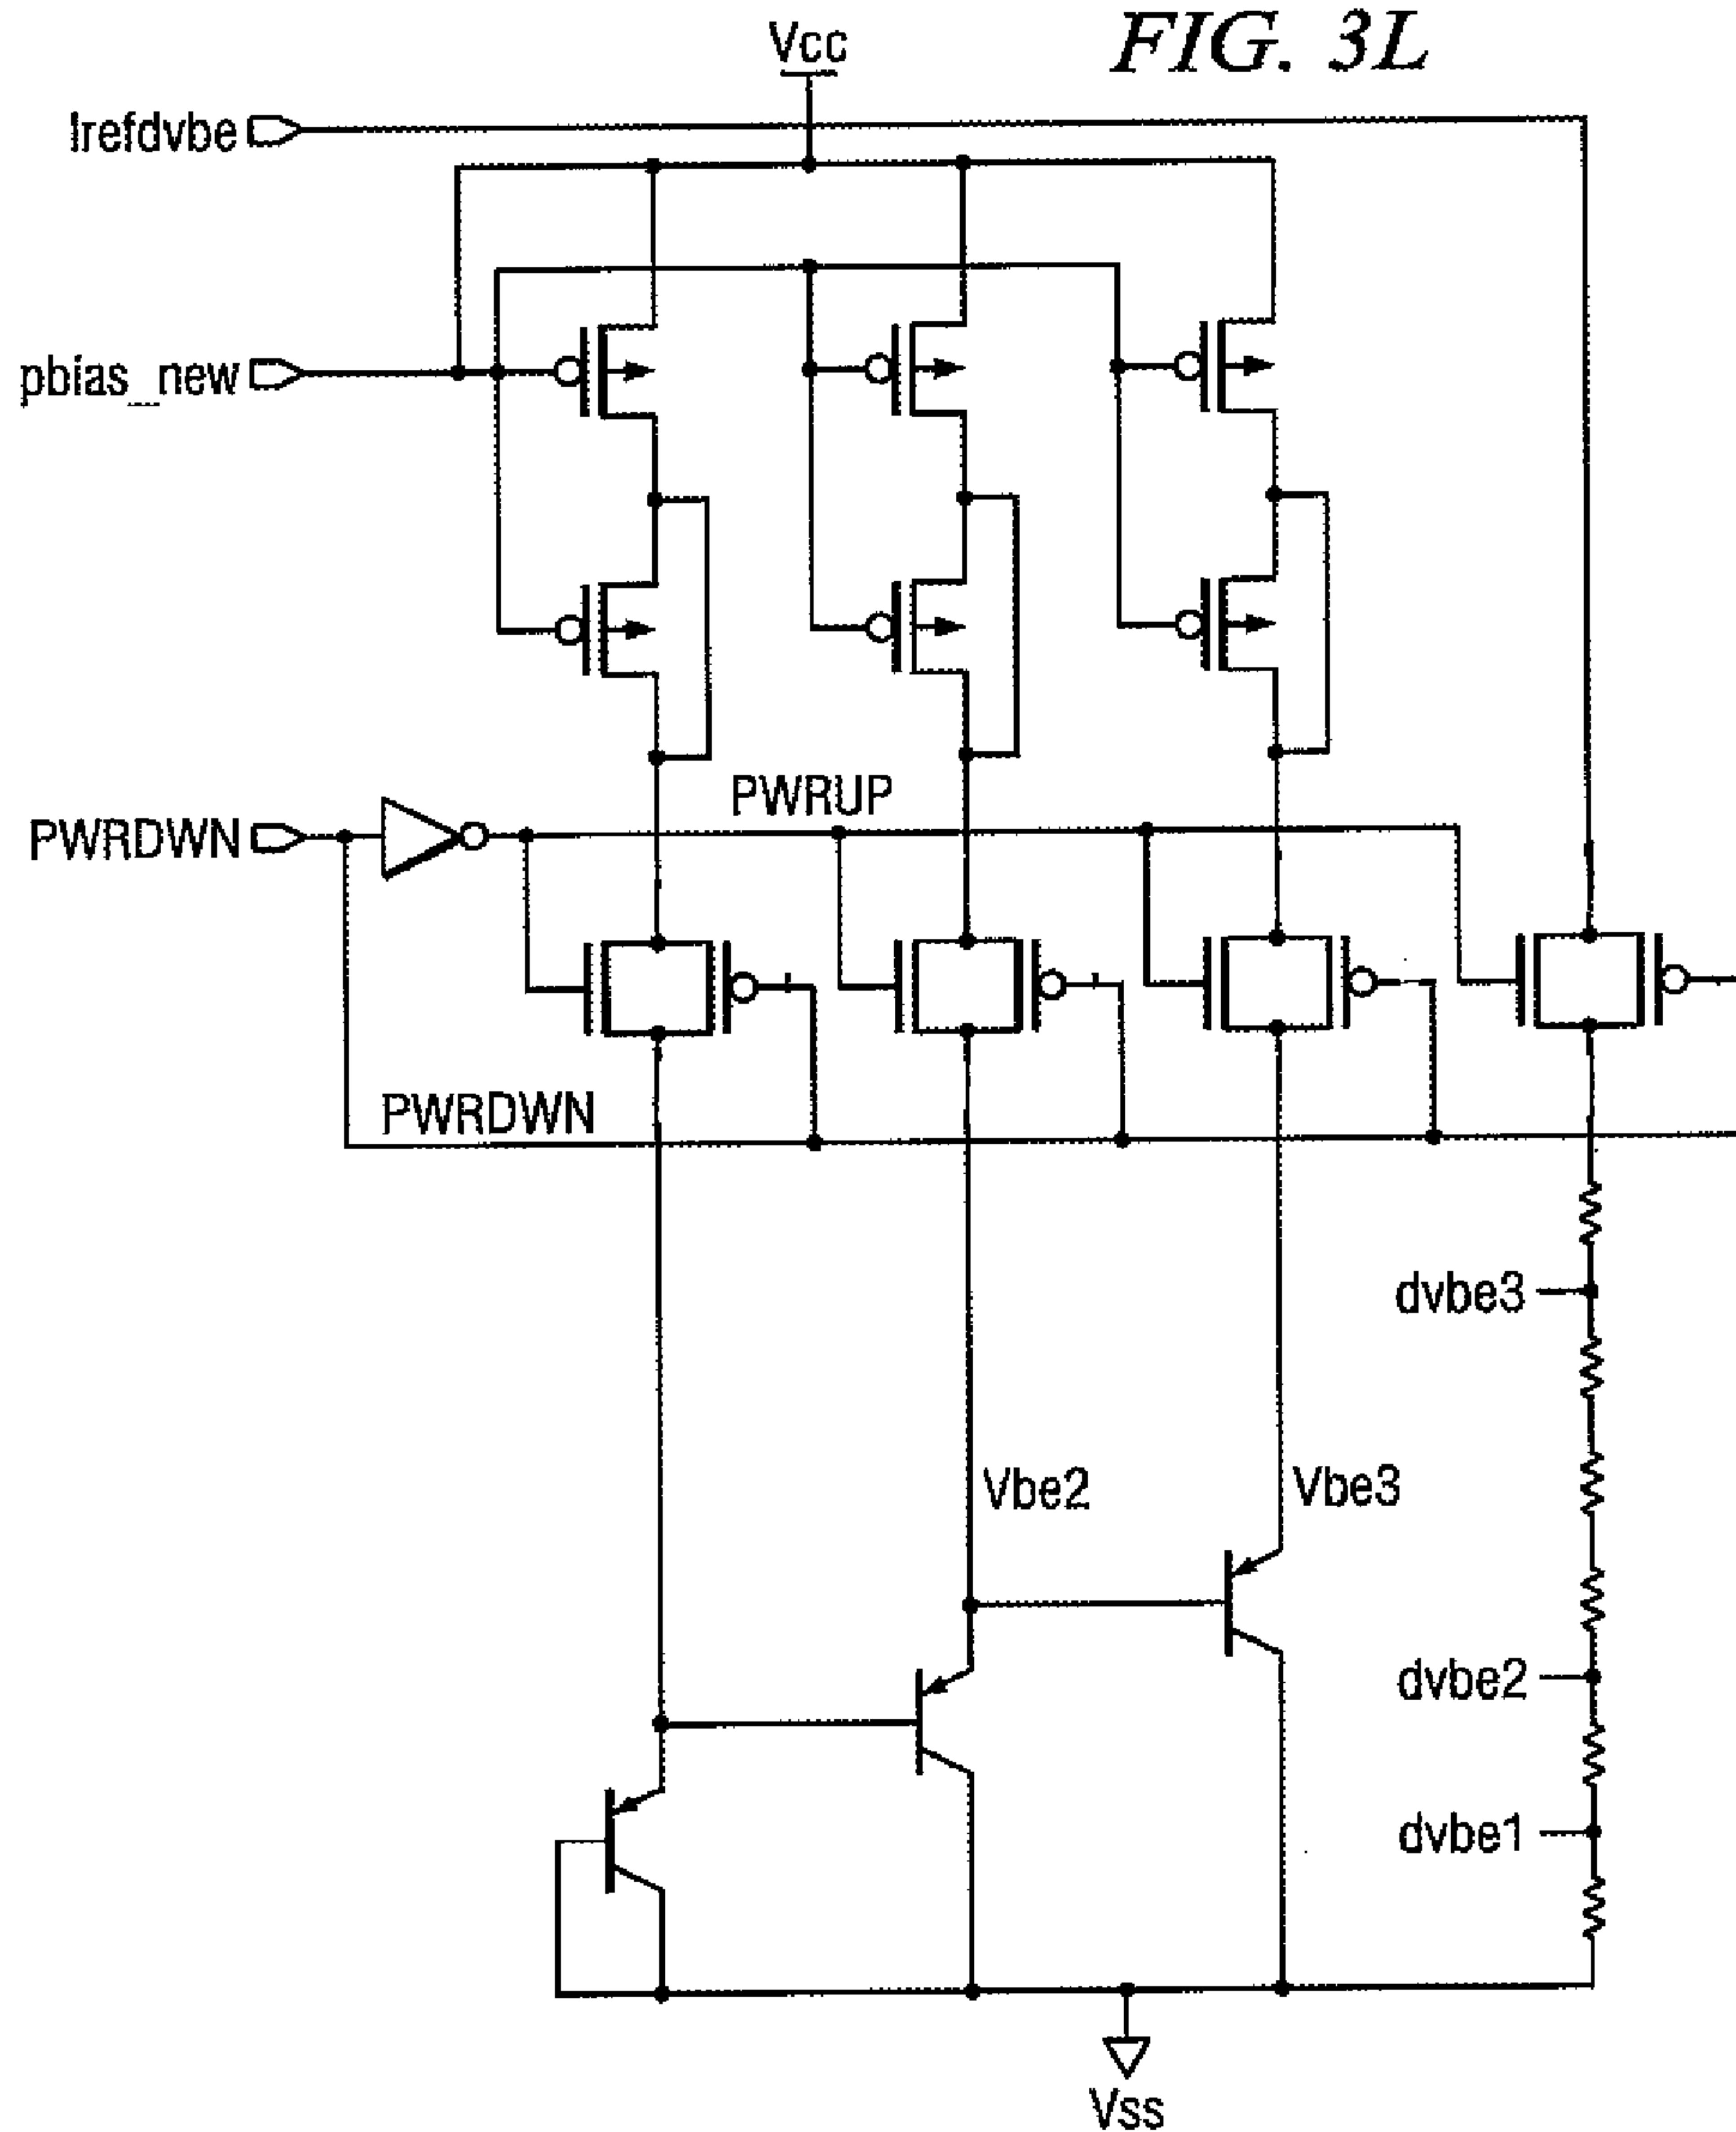 FIG. 3L
Vcc
Irefdvbe
pbias_new
PWRUP
PWRDWN
PWRDWN
dvbe3
Vbe2
Vbe3
dvbe2
dvbe1
Vss